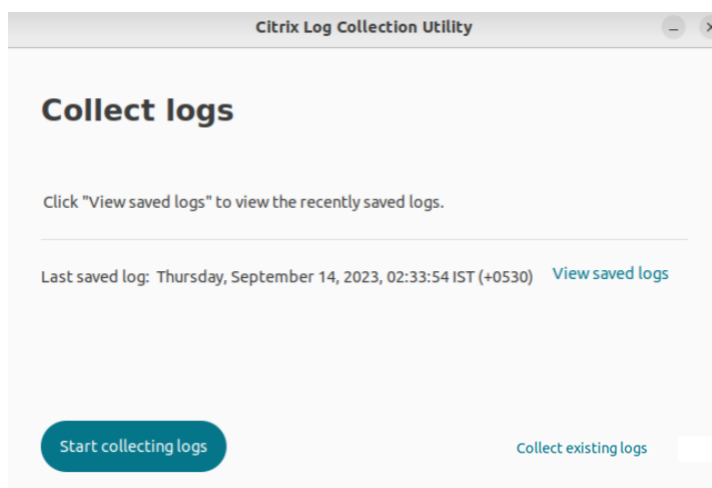 Citrix Log Collection Utility
Collect logs
Click "View saved logs" to view the recently saved logs.
Last saved log: Thursday, September 14, 2023, 02:33:54 IST (+0530) View saved logs
Start collecting logs
Collect existing logs